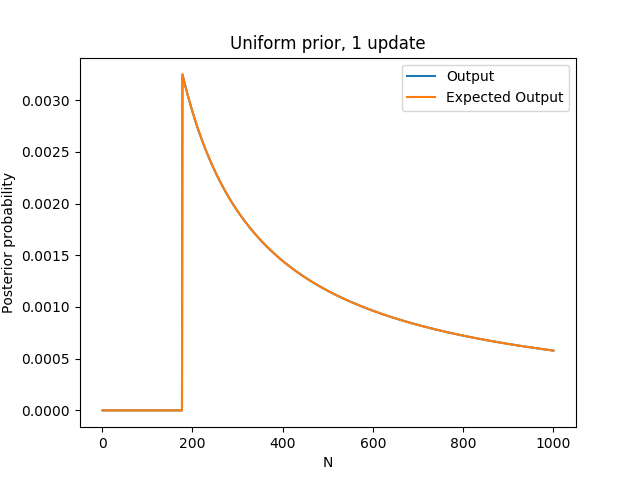 Uniform prior, 1 update
Output
Expected Output
Posterior probability
0.0030
0.0025
0.0020
0.0015
0.0010
0.0005
0.0000
0
200
400
600
800
1000
N